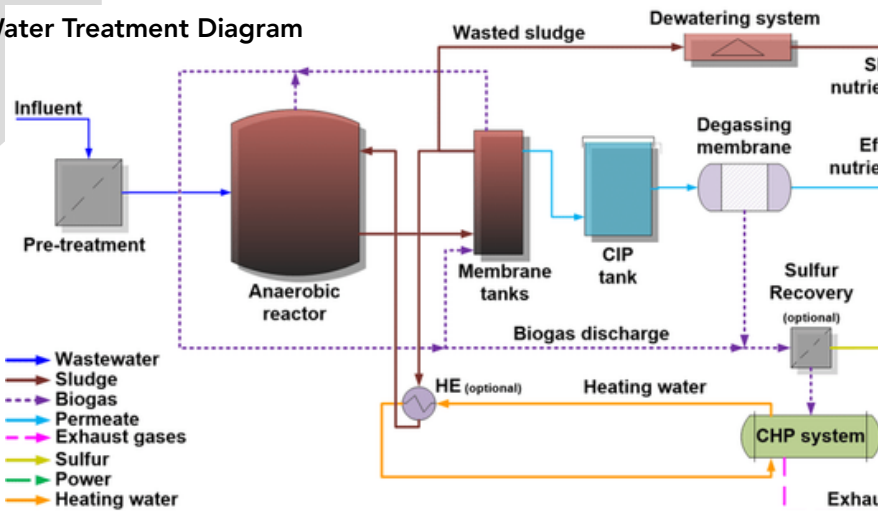 Water Treatment Diagram
Dewatering system
Wasted sludge
Influent
Degassing
membrane
Pre-treatment
Anaerobic
reactor
Membrane
tanks
CIP
tank
Sulfur
Recovery
(optional)
Biogas discharge
HE (optional)
Heating water
CHP system
Wastewater
Sludge
Biogas
Permeate
Exhaust gases
Sulfur
Power
Heating water